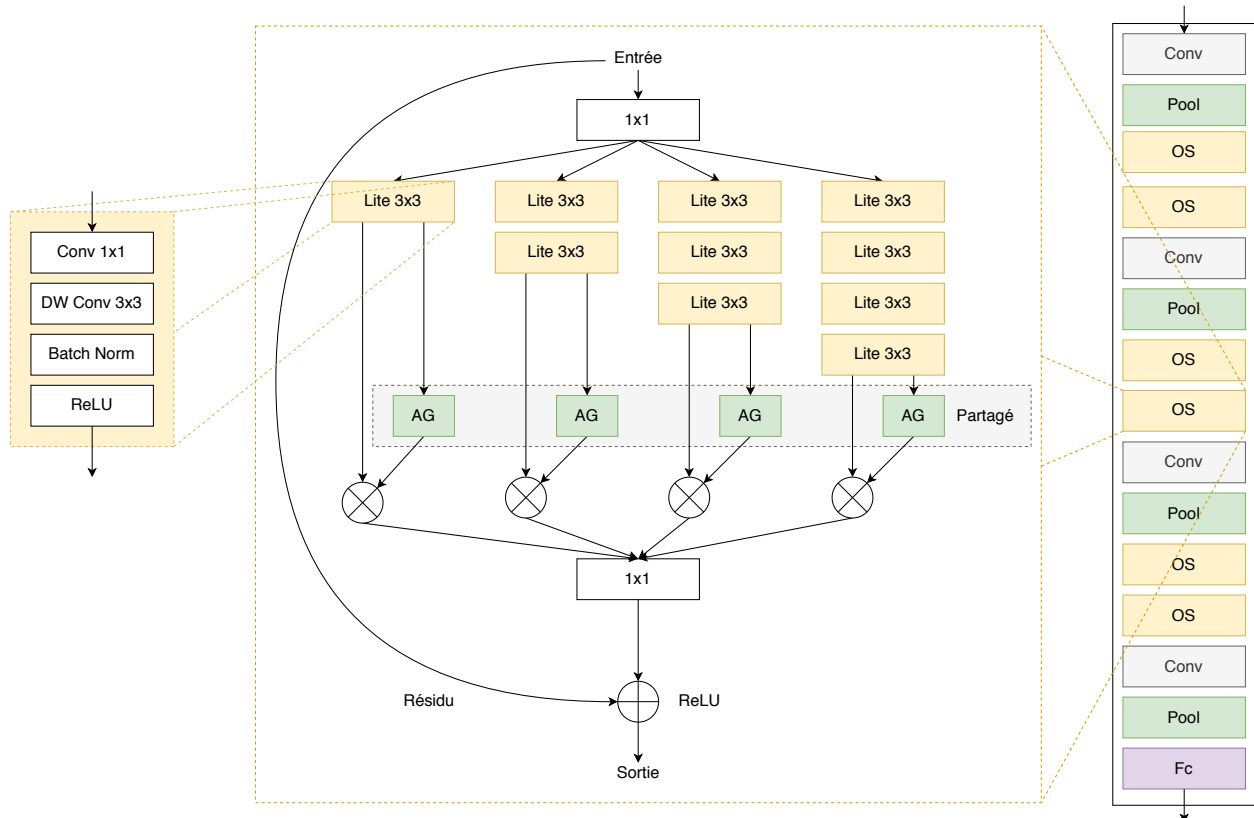 Conv 1x1
DW Conv 3x3
Batch Norm
ReLU
Entrée
1x1
Lite 3x3 Lite 3x3 Lite 3x3 Lite 3x3
Lite 3x3 Lite 3x3 Lite 3x3
Lite 3x3 Lite 3x3
Lite 3x3
AG AG AG AG Partagé
1x1
Résidu ReLU
Sortie
Conv
Pool
OS
OS
Conv
Pool
OS
OS
Conv
Pool
OS
OS
Conv
Pool
Fc